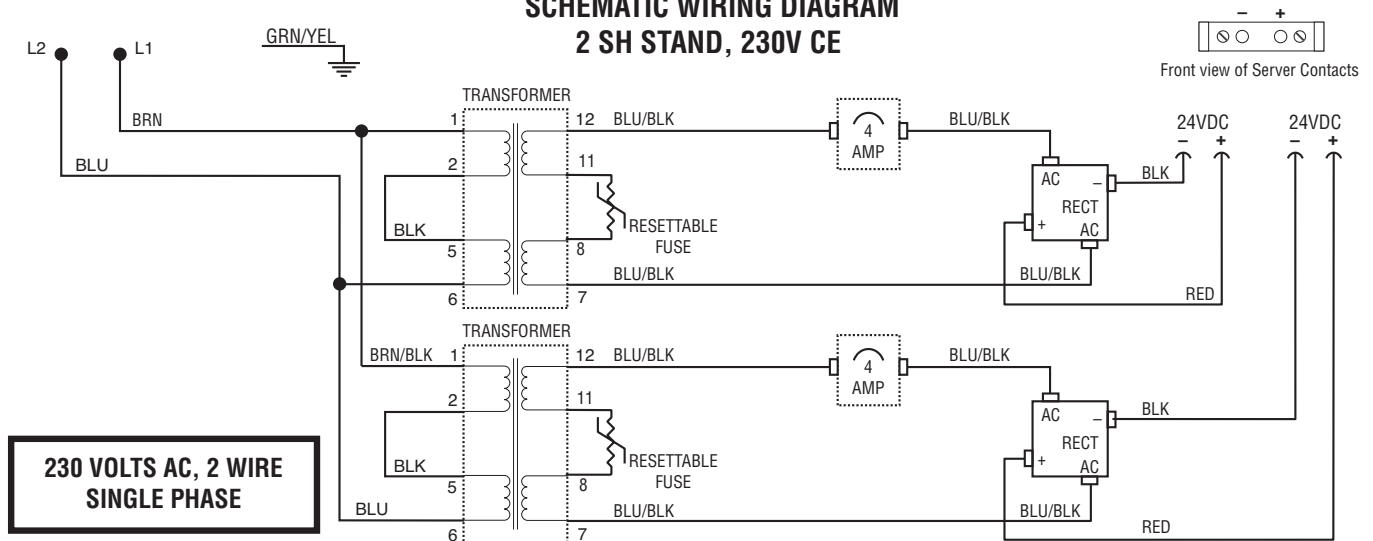 SCHEMATIC WIRING DIAGRAM
2 SH STAND, 230V CE
– +
Front view of Server Contacts
L2 L1
GRN/YEL
BRN
BLU
TRANSFORMER
1 12 BLU/BLK
4
AMP
BLU/BLK
24VDC 24VDC
– + – +
2 11
AC – BLK
RECT
+ AC
BLK
RESETTABLE
FUSE
5 8
BLU/BLK BLU/BLK
6 7
RED
TRANSFORMER
BRN/BLK 1 12 BLU/BLK
4
AMP
BLU/BLK
2 11
AC – BLK
RECT
+ AC
BLK
RESETTABLE
FUSE
5 8
BLU
BLU/BLK BLU/BLK
6 7
RED
230 VOLTS AC, 2 WIRE
SINGLE PHASE